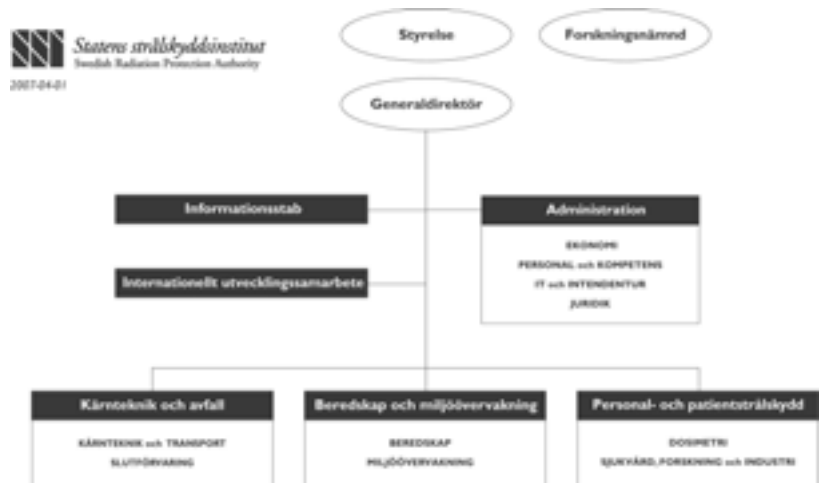 SSI
Statens strålskyddsinstitut
Swedish Radiation Protection Authority
2007-04-01
Styrelse
Forskningsnämnd
Generaldirektör
Informationsstab
Administration
EKONOMI
PERSONAL och KOMPETENS
IT och INTENDENTUR
JURIDIK
Internationellt utvecklingssamarbete
Kärnteknik och avfall
KÄRNTEKNIK och TRANSPORT
SLUTFÖRVARING
Beredskap och miljöövervakning
BEREDSKAP
MILJÖÖVERVAKNING
Personal- och patientstrålskydd
DOSIMETRI
SJUKVÅRD, FORSKNING och INDUSTRI